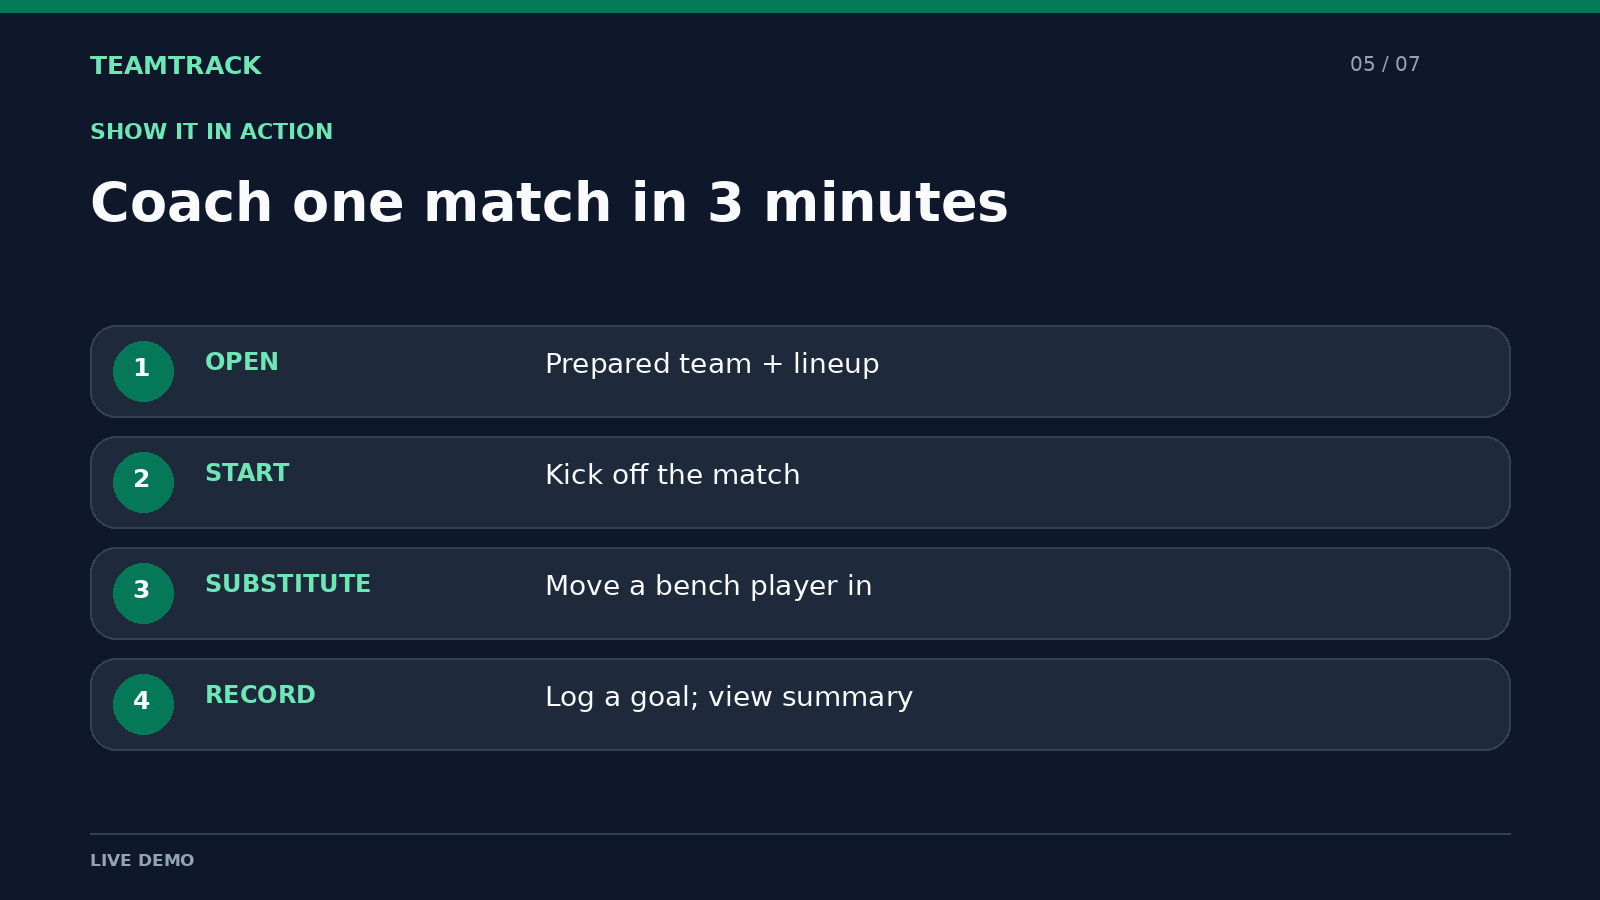 TEAMTRACK
05 / 07
SHOW IT IN ACTION
Coach one match in 3 minutes
1 OPEN Prepared team + lineup
2 START Kick off the match
3 SUBSTITUTE Move a bench player in
4 RECORD Log a goal; view summary
LIVE DEMO